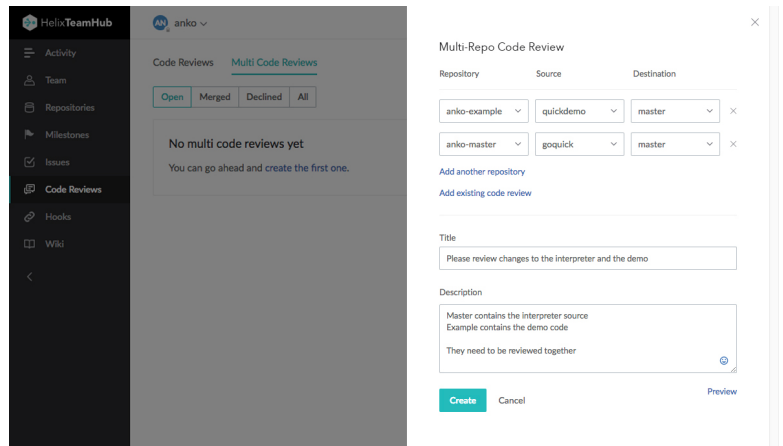 HelixTeamHub
Activity
Team
Repositories
Milestones
Issues
Code Reviews
Hooks
Wiki
AN anko
Code Reviews Multi Code Reviews
Open Merged Declined All
No multi code reviews yet
You can go ahead and create the first one.
Multi-Repo Code Review
Repository Source Destination
anko-example quickdemo master
anko-master goquick master
Add another repository
Add existing code review
Title
Please review changes to the interpreter and the demo
Description
Master contains the interpreter source
Example contains the demo code
They need to be reviewed together
Preview
Create Cancel